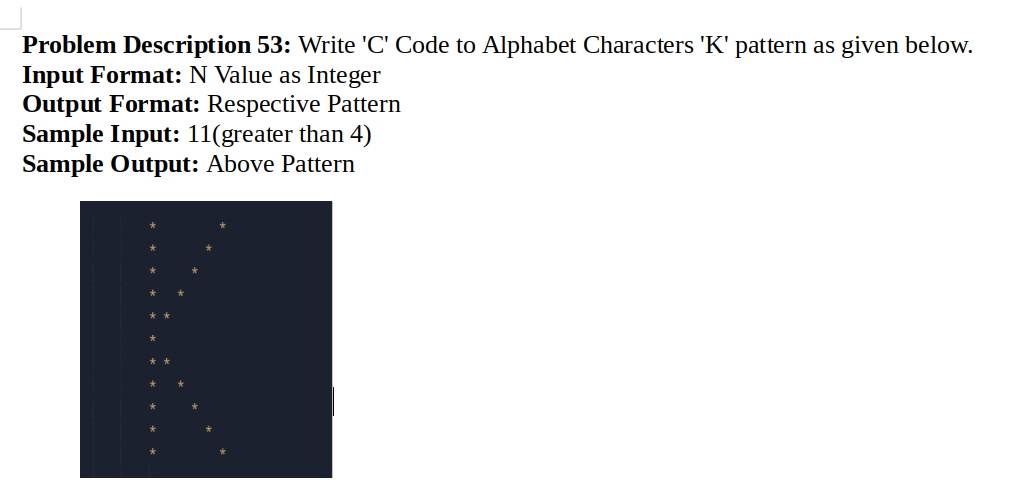 Problem Description 53: Write 'C' Code to Alphabet Characters 'K' pattern as given below.
Input Format: N Value as Integer
Output Format: Respective Pattern
Sample Input: 11(greater than 4)
Sample Output: Above Pattern
*         *
*       *
*     *
*   *
* *
*
* *
*   *
*     *
*       *
*         *